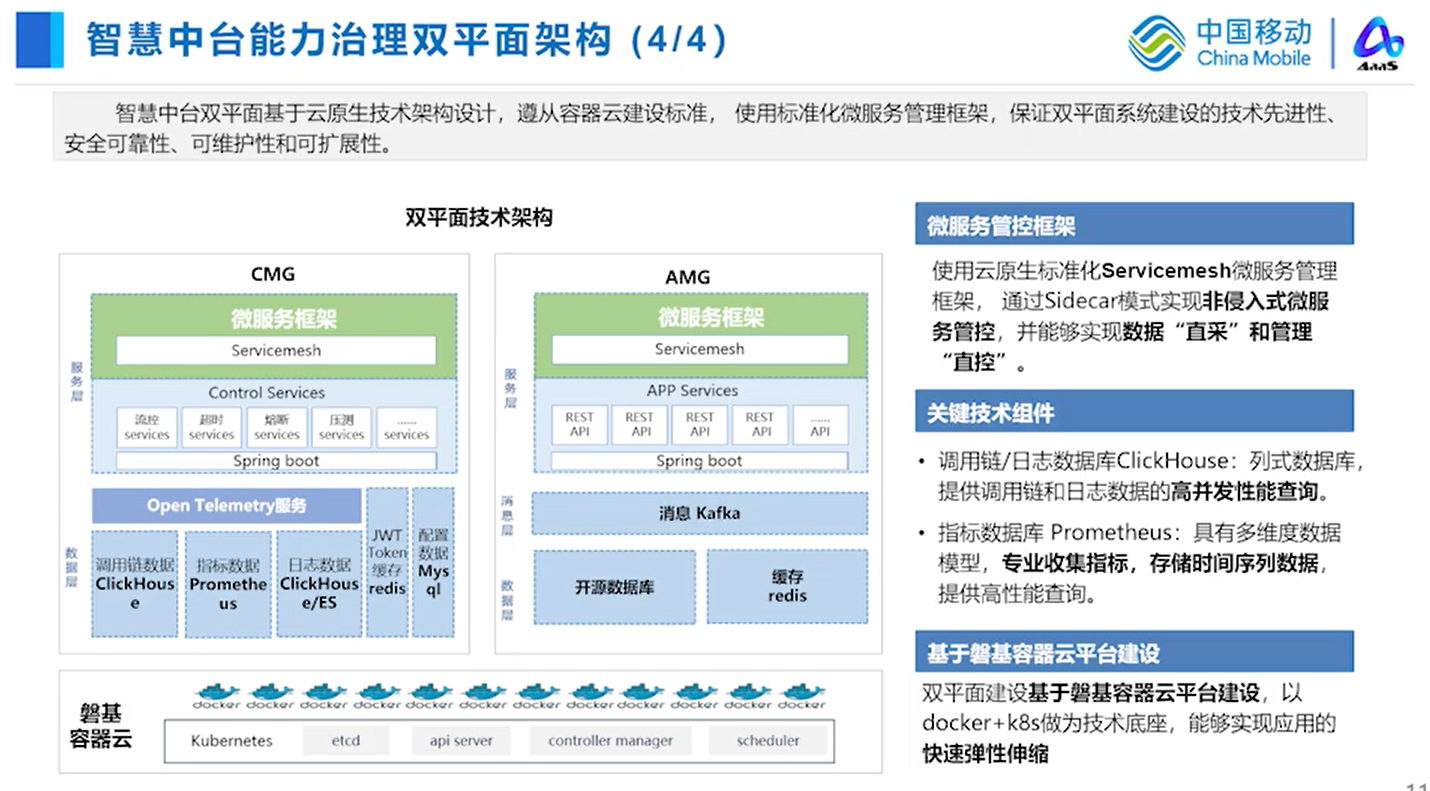 智慧中台能力治理双平面架构 (4/4)
中国移动
China Mobile
AaaS
智慧中台双平面基于云原生技术架构设计，遵从容器云建设标准， 使用标准化微服务管理框架，保证双平面系统建设的技术先进性、
安全可靠性、可维护性和可扩展性。
双平面技术架构
CMG
服务层
微服务框架
Servicemesh
Control Services
流控 services
超时 services
熔断 services
压测 services
...... services
Spring boot
数据层
Open Telemetry服务
调用链数据
ClickHous
e
指标数据
Promethe
us
日志数据
ClickHous
e/ES
JWT
Token
缓存
redis
配置
数据
Mys
ql
AMG
服务层
微服务框架
Servicemesh
APP Services
REST API
REST API
REST API
REST API
...... API
Spring boot
消息层
消息 Kafka
数据层
开源数据库
缓存
redis
磐基
容器云
docker docker docker docker docker docker docker docker docker docker docker docker
Kubernetes
etcd
api server
controller manager
scheduler
微服务管控框架
使用云原生标准化Servicemesh微服务管理
框架， 通过Sidecar模式实现非侵入式微服
务管控，并能够实现数据“直采”和管理
“直控”。
关键技术组件
• 调用链/日志数据库ClickHouse：列式数据库，
提供调用链和日志数据的高并发性能查询。
• 指标数据库 Prometheus：具有多维度数据
模型，专业收集指标，存储时间序列数据，
提供高性能查询。
基于磐基容器云平台建设
双平面建设基于磐基容器云平台建设，以
docker+k8s做为技术底座，能够实现应用的
快速弹性伸缩
11